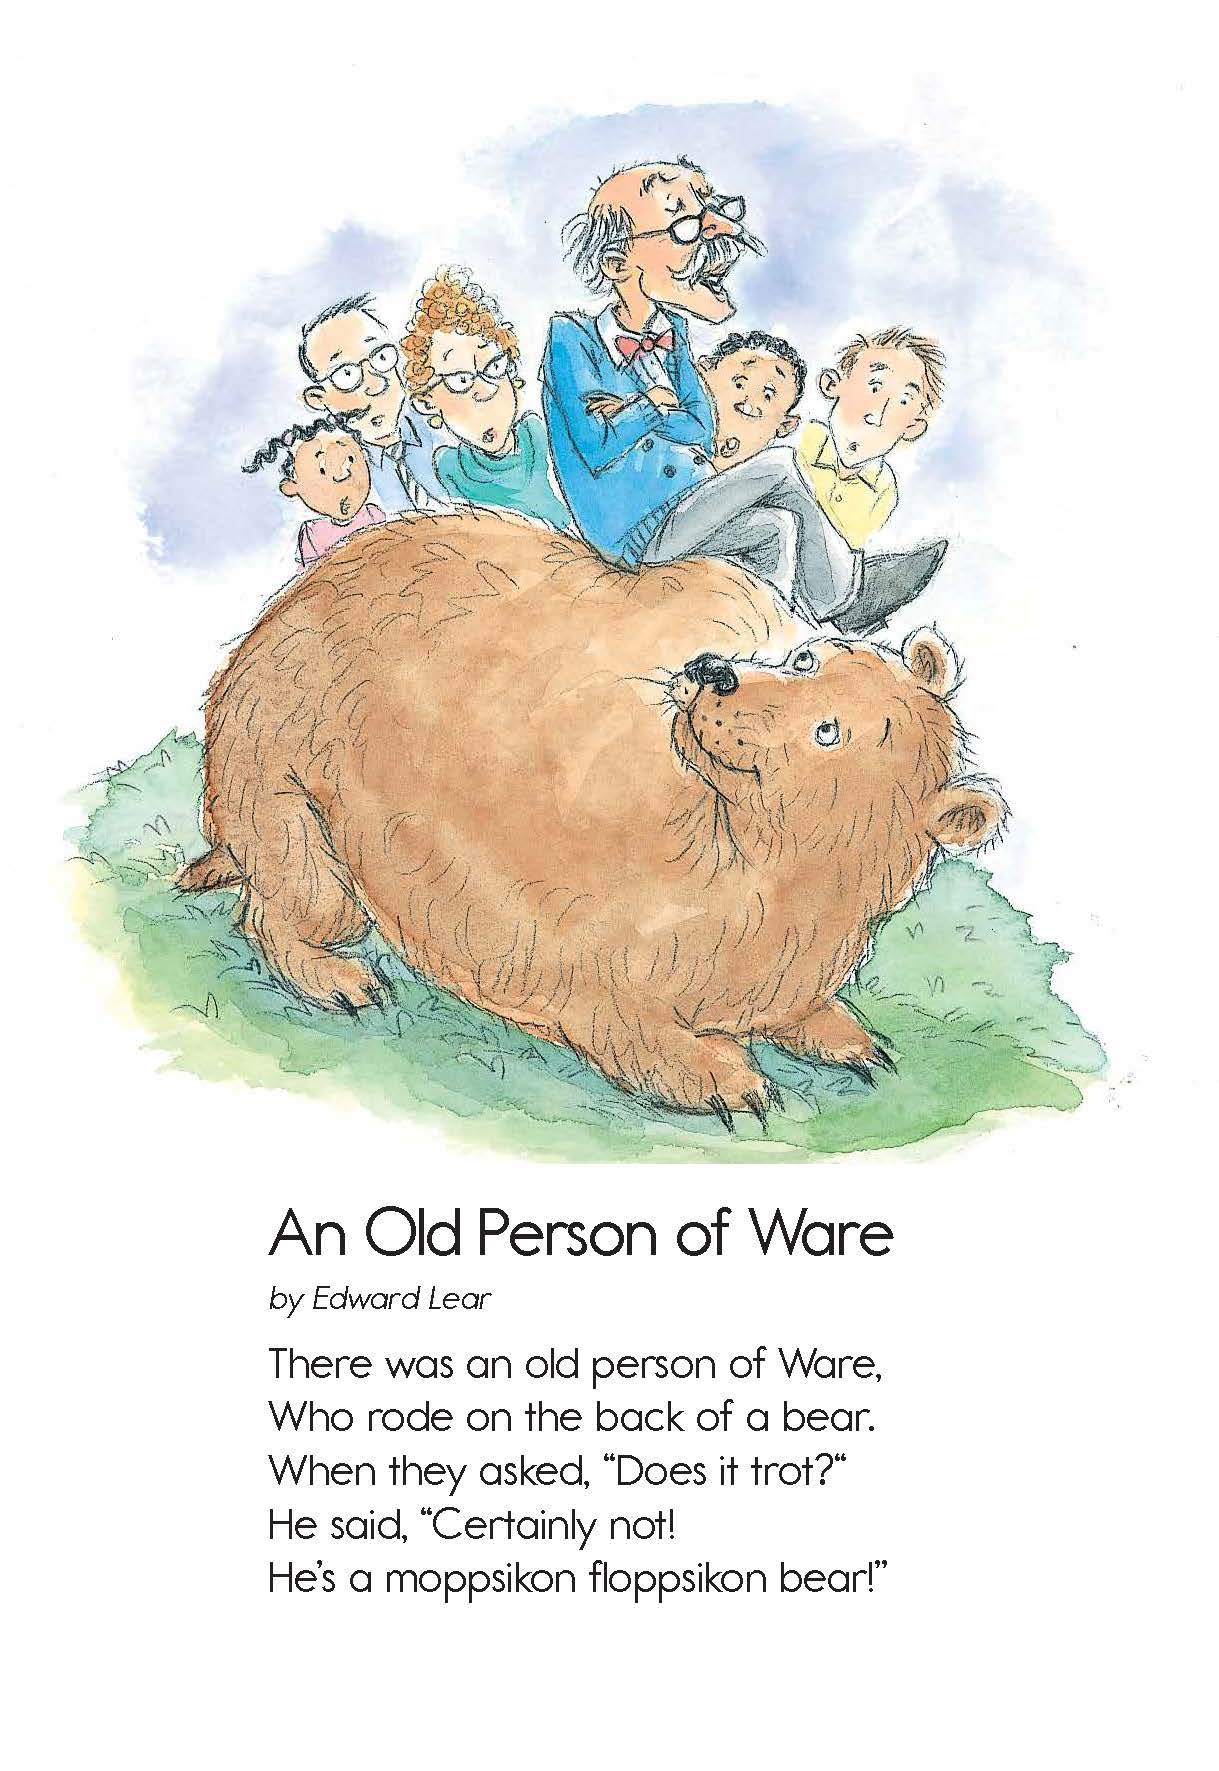 An Old Person of Ware
by Edward Lear
There was an old person of Ware,
Who rode on the back of a bear.
When they asked, “Does it trot?“
He said, “Certainly not!
He’s a moppsikon floppsikon bear!”